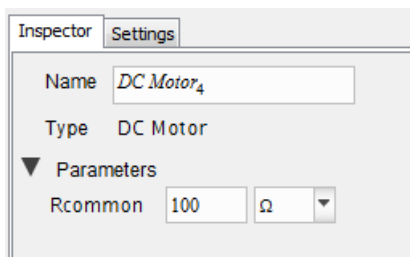 Inspector Settings
Name DC Motor₄
Type DC Motor
Parameters
Rcommon 100 Ω